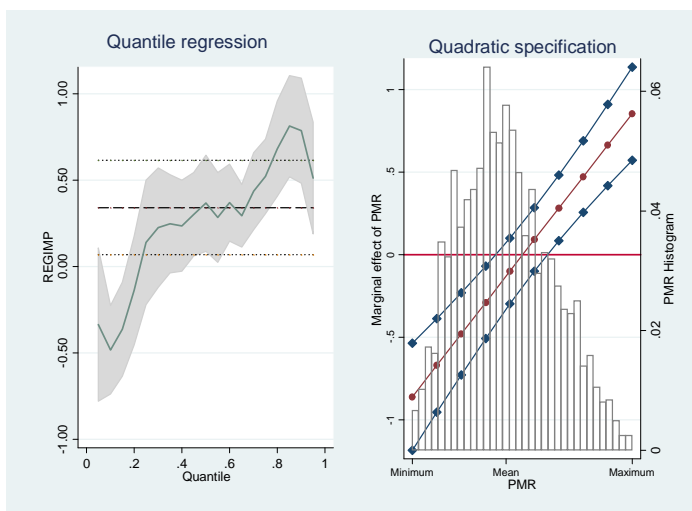 Quantile regression
REGIMP
1.00
0.50
0.00
-0.50
-1.00
0
.2
.4
.6
.8
1
Quantile
Quadratic specification
Marginal effect of PMR
1
.5
0
-.5
-1
.06
.04
.02
0
PMR Histogram
Minimum
Mean
Maximum
PMR